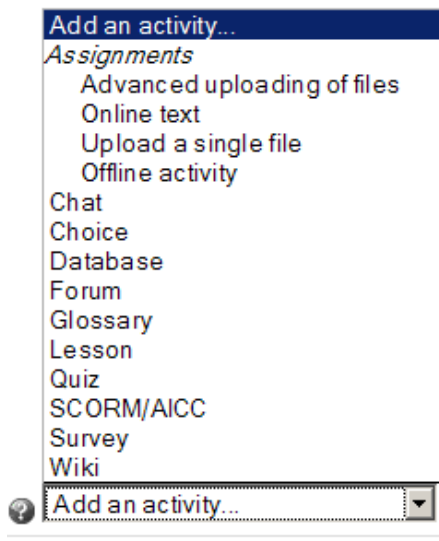 Add an activity...
Assignments
Advanced uploading of files
Online text
Upload a single file
Offline activity
Chat
Choice
Database
Forum
Glossary
Lesson
Quiz
SCORM/AICC
Survey
Wiki
? Add an activity...